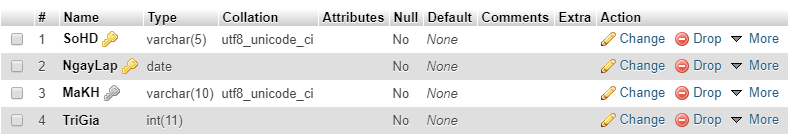 # Name Type Collation Attributes Null Default Comments Extra Action
1 SoHD varchar(5) utf8_unicode_ci No None Change Drop More
2 NgayLap date No None Change Drop More
3 MaKH varchar(10) utf8_unicode_ci No None Change Drop More
4 TriGia int(11) No None Change Drop More